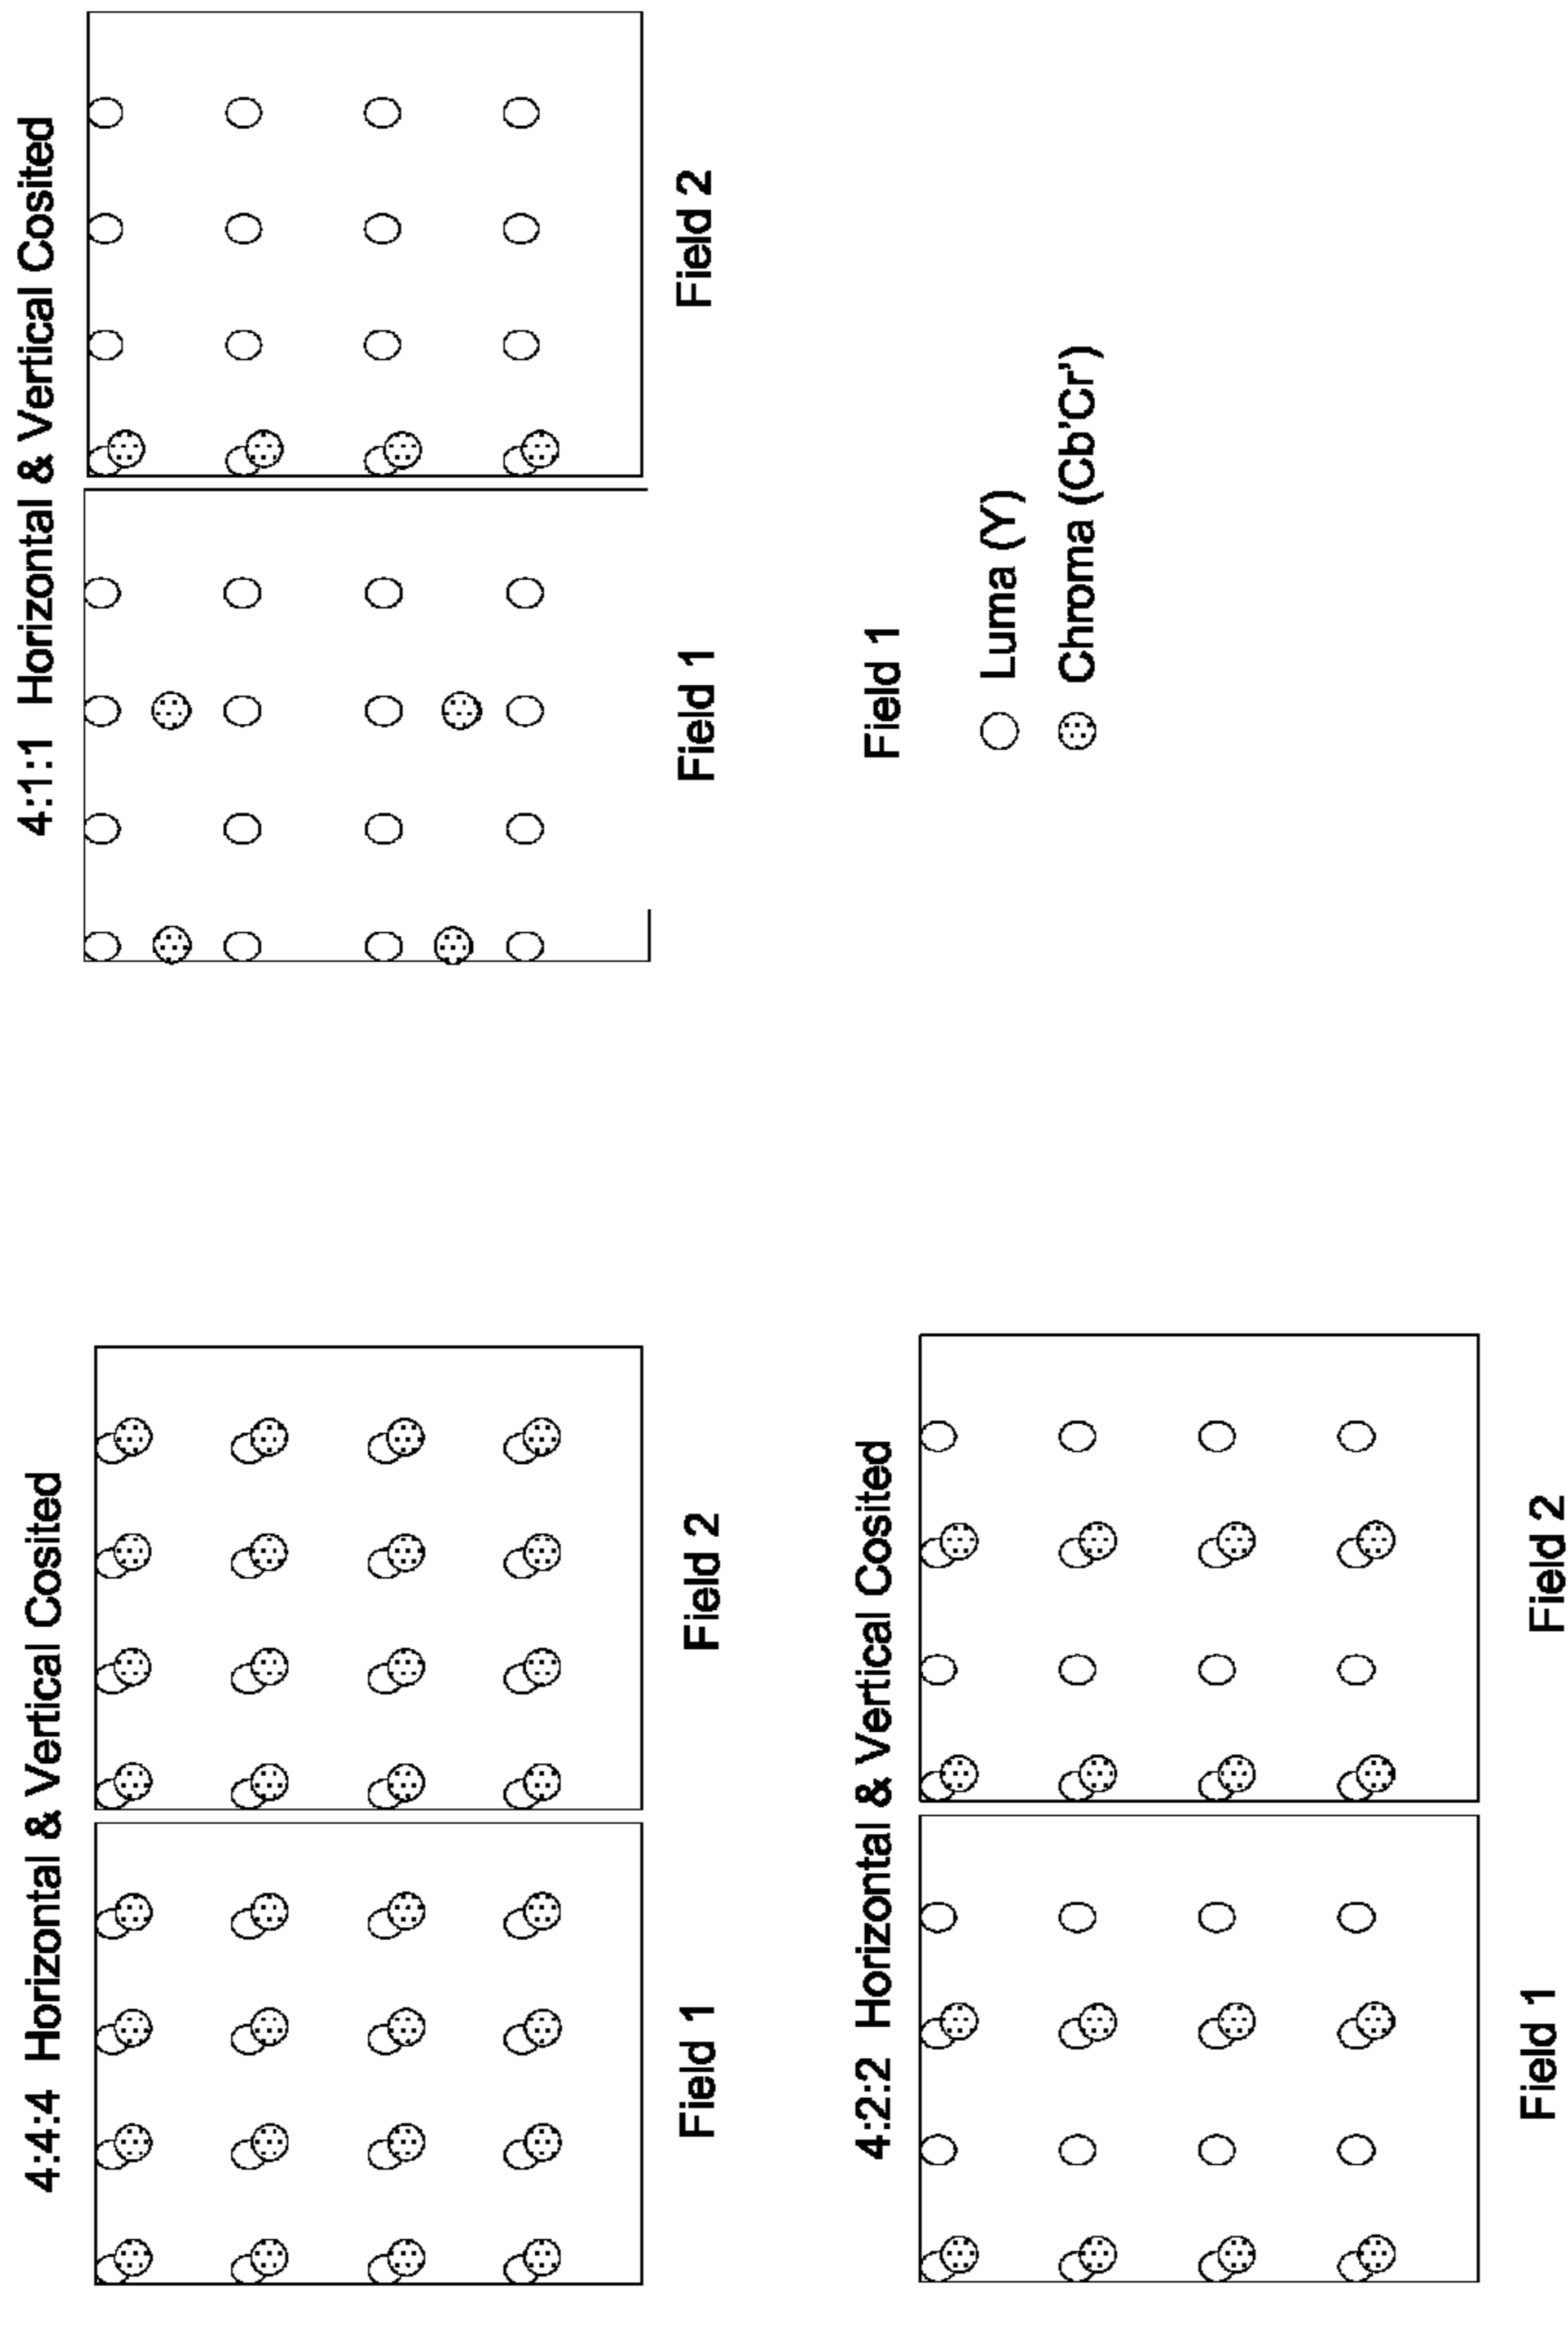 4:4:4 Horizontal & Vertical Cosited
Field 1
Field 2
4:1:1 Horizontal & Vertical Cosited
Field 1
Field 2
4:2:2 Horizontal & Vertical Cosited
Field 1
Field 2
Field 1
Luma (Y)
Chroma (Cb'Cr')